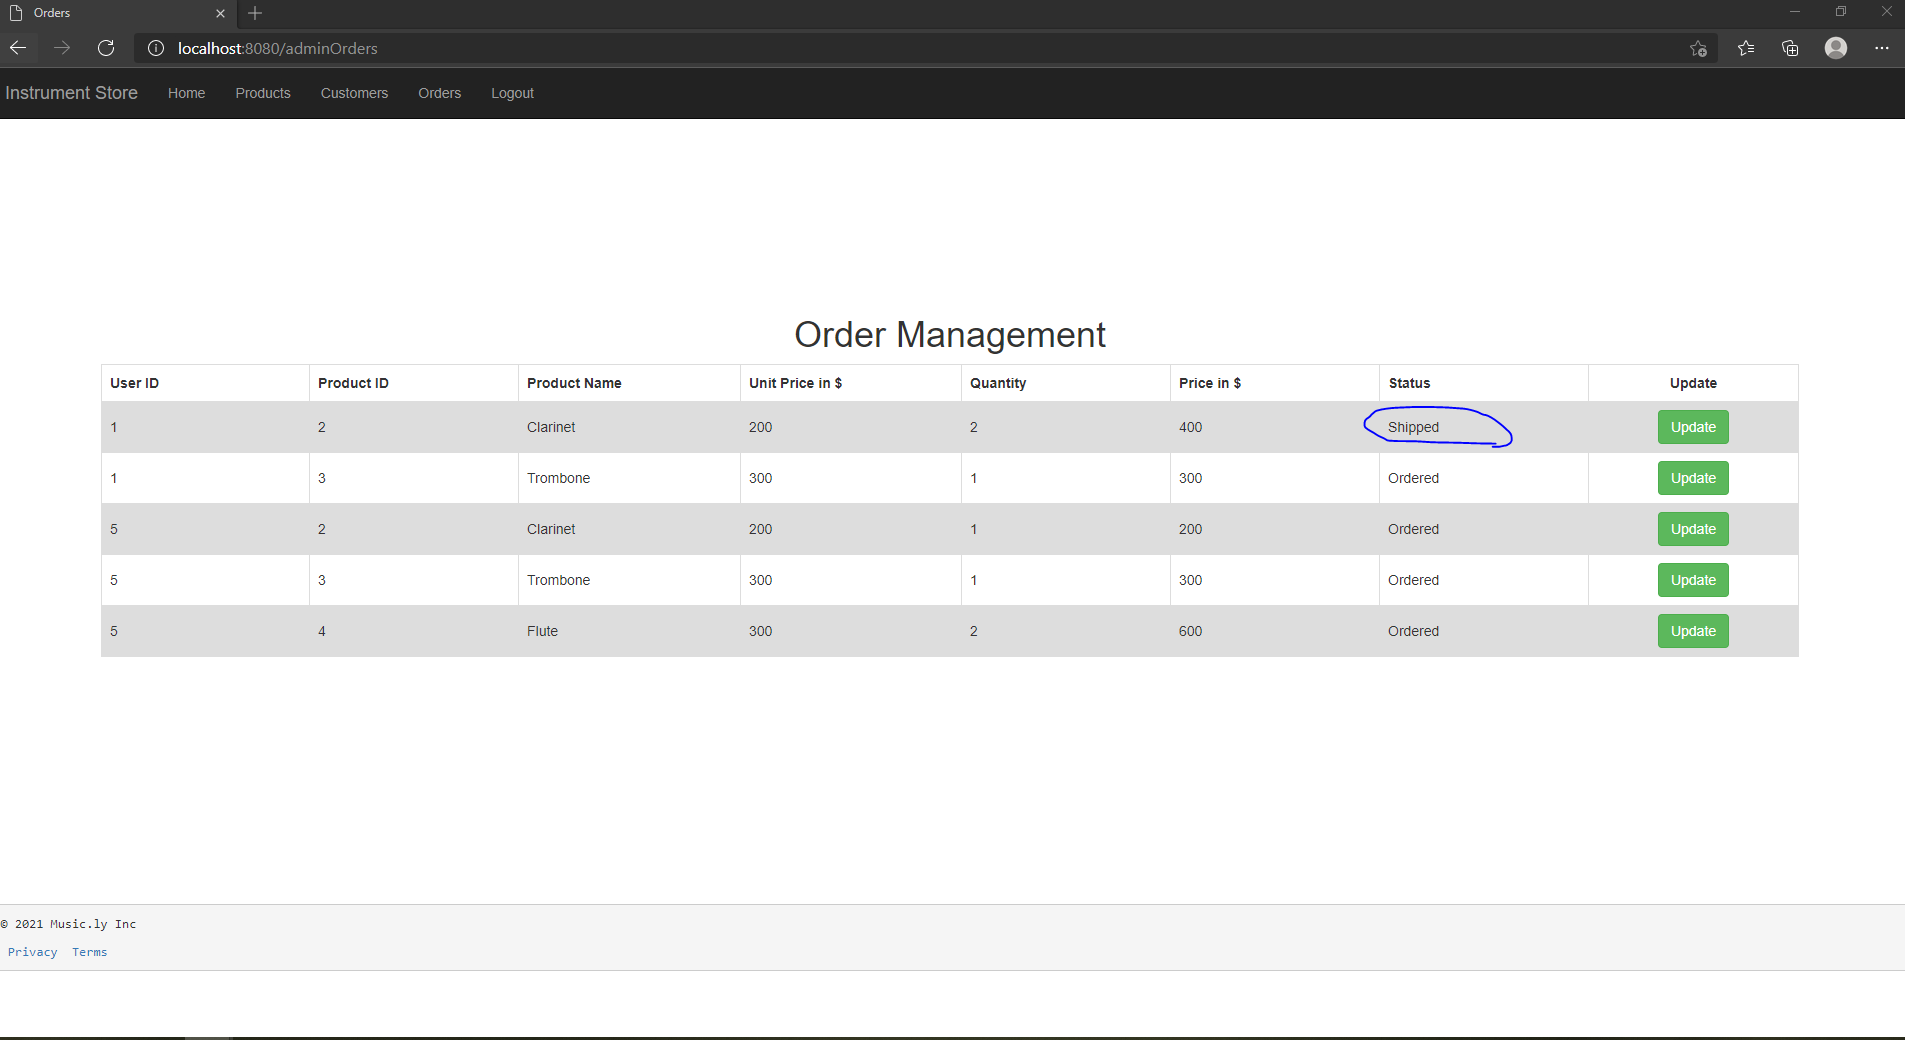 Orders
localhost:8080/adminOrders
Instrument Store Home Products Customers Orders Logout
Order Management
User ID Product ID Product Name Unit Price in $ Quantity Price in $ Status Update
1 2 Clarinet 200 2 400 Shipped Update
1 3 Trombone 300 1 300 Ordered Update
5 2 Clarinet 200 1 200 Ordered Update
5 3 Trombone 300 1 300 Ordered Update
5 4 Flute 300 2 600 Ordered Update
© 2021 Music.ly Inc
Privacy Terms